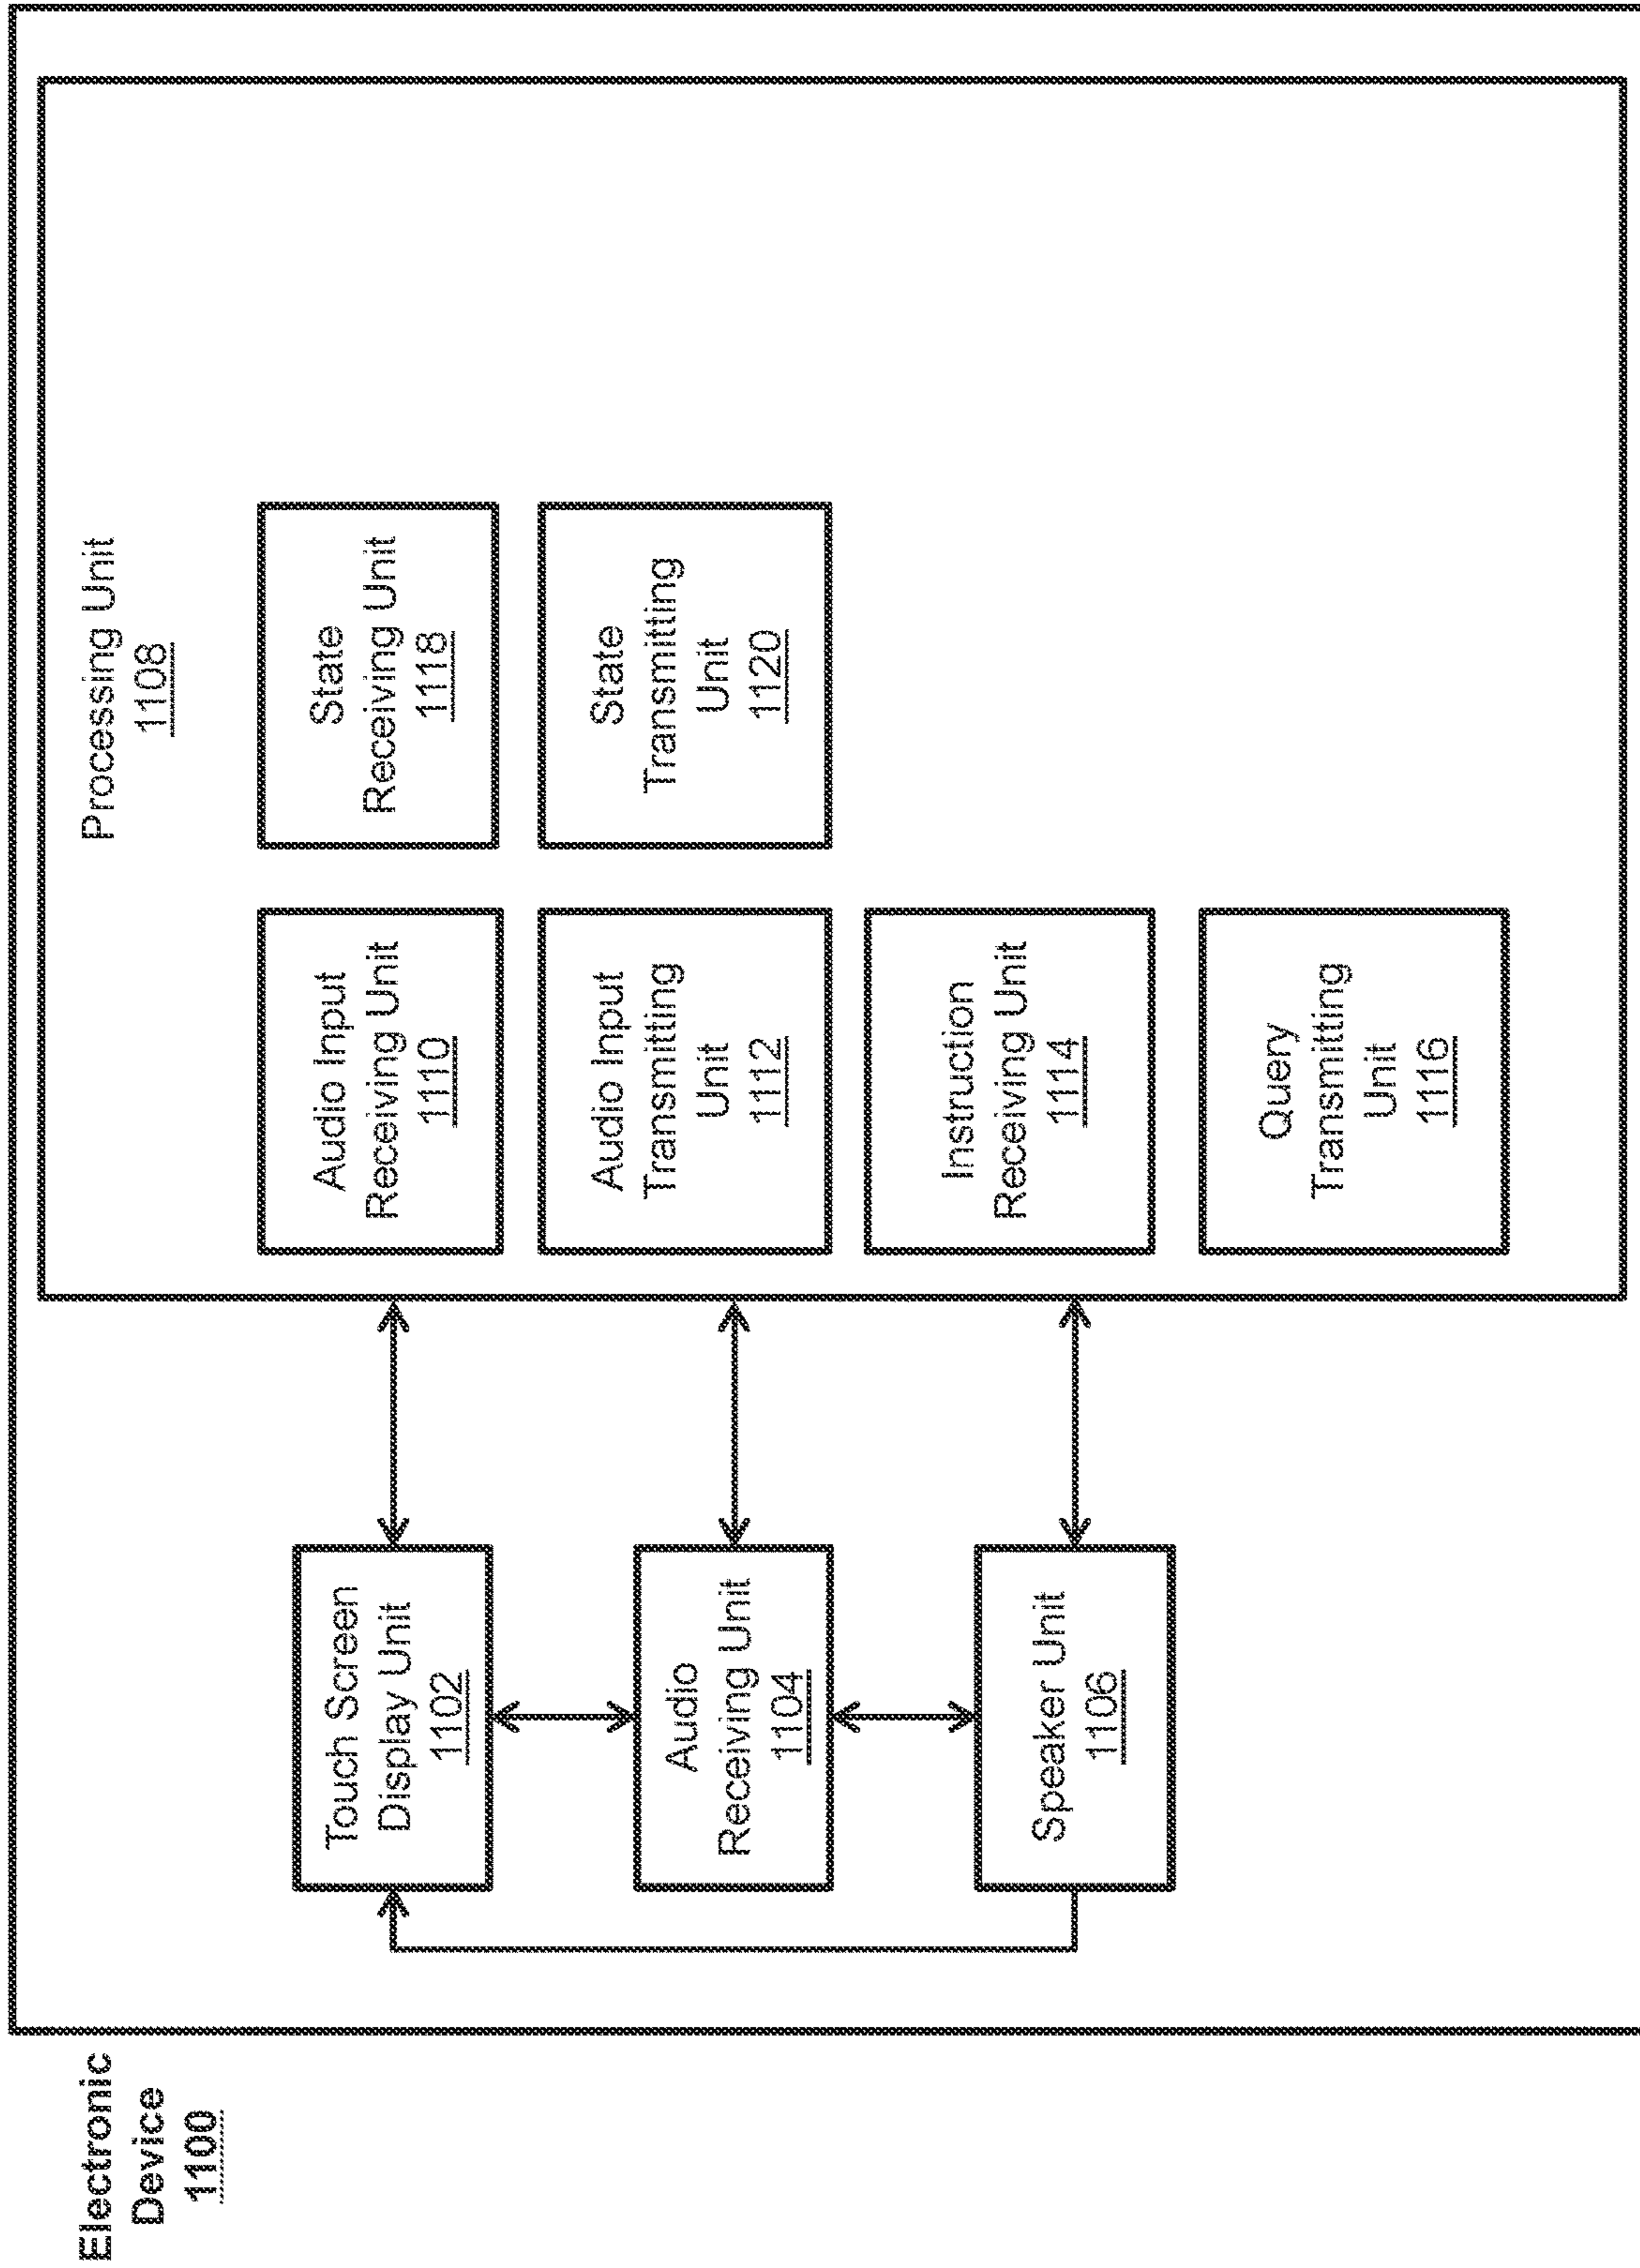 Electronic
Device
1100
Touch Screen
Display Unit
1102
Audio
Receiving Unit
1104
Speaker Unit
1106
Processing Unit
1108
Audio Input
Receiving Unit
1110
Audio Input
Transmitting
Unit
1112
Instruction
Receiving Unit
1114
Query
Transmitting
Unit
1116
State
Receiving Unit
1118
State
Transmitting
Unit
1120